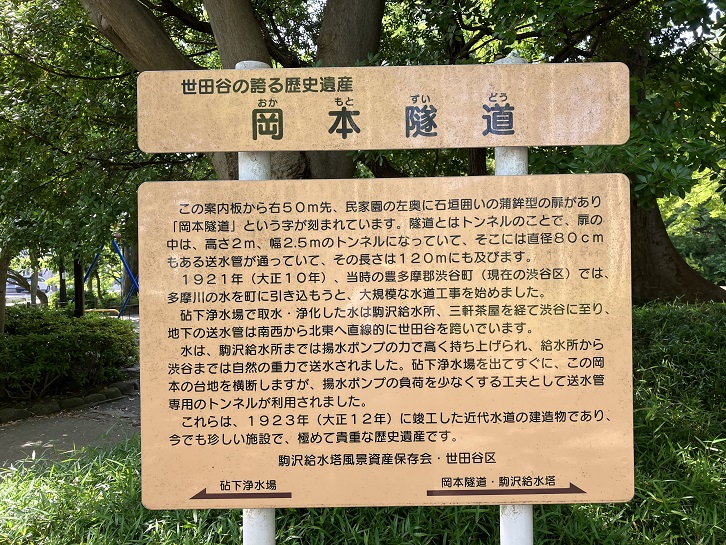 世田谷の誇る歴史遺産
おか もと ずい どう
岡本隧道
この案内板から右50m先、民家園の左奥に石垣囲いの蒲鉾型の扉があり
「岡本隧道」という字が刻まれています。隧道とはトンネルのことで、扉の
中は、高さ2m、幅2.5mのトンネルになっていて、そこには直径80cm
もある送水管が通っていて、その長さは120mにも及びます。
1921年（大正10年）、当時の豊多摩郡渋谷町（現在の渋谷区）では、
多摩川の水を町に引き込もうと、大規模な水道工事を始めました。
砧下浄水場で取水・浄化した水は駒沢給水所、三軒茶屋を経て渋谷に至り、
地下の送水管は南西から北東へ直線的に世田谷を跨いでいます。
水は、駒沢給水所までは揚水ポンプの力で高く持ち上げられ、給水所から
渋谷までは自然の重力で送水されました。砧下浄水場を出てすぐに、この岡
本の台地を横断しますが、揚水ポンプの負荷を少なくする工夫として送水管
専用のトンネルが利用されました。
これらは、1923年（大正12年）に竣工した近代水道の建造物であり、
今でも珍しい施設で、極めて貴重な歴史遺産です。
駒沢給水塔風景資産保存会・世田谷区
砧下浄水場
岡本隧道・駒沢給水塔